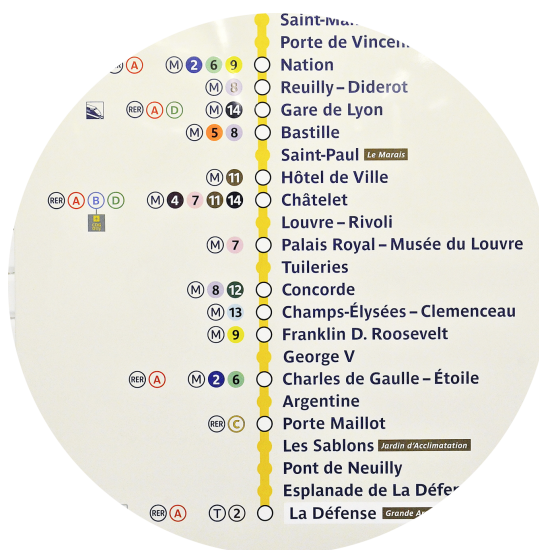 Saint-Ma
Porte de Vincen
A M 2 6 9 Nation
M 8 Reuilly – Diderot
RER A D M 14 Gare de Lyon
M 5 8 Bastille
Saint-Paul Le Marais
M 11 Hôtel de Ville
RER A B D M 4 7 11 14 Châtelet
Louvre – Rivoli
M 7 Palais Royal – Musée du Louvre
Tuileries
M 8 12 Concorde
M 13 Champs-Élysées – Clemenceau
M 9 Franklin D. Roosevelt
George V
RER A M 2 6 Charles de Gaulle – Étoile
Argentine
RER C Porte Maillot
Les Sablons Jardin d'Acclimatation
Pont de Neuilly
Esplanade de La Défen
RER A T 2 La Défense Grande A